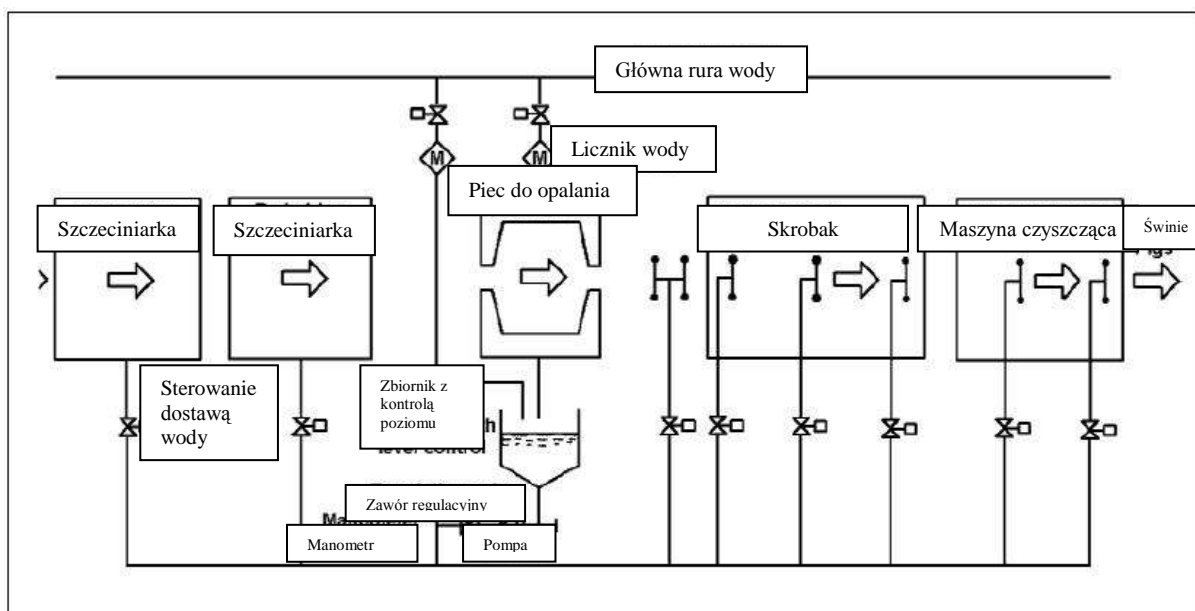 Główna rura wody
Licznik wody
M
M
Piec do opalania
Szczeciniarka
Szczeciniarka
Skrobak
Maszyna czyszcząca
Świnie
Sterowanie
dostawą
wody
Zbiornik z
kontrolą
poziomu
level control
Zawór regulacyjny
Manometr
Pompa